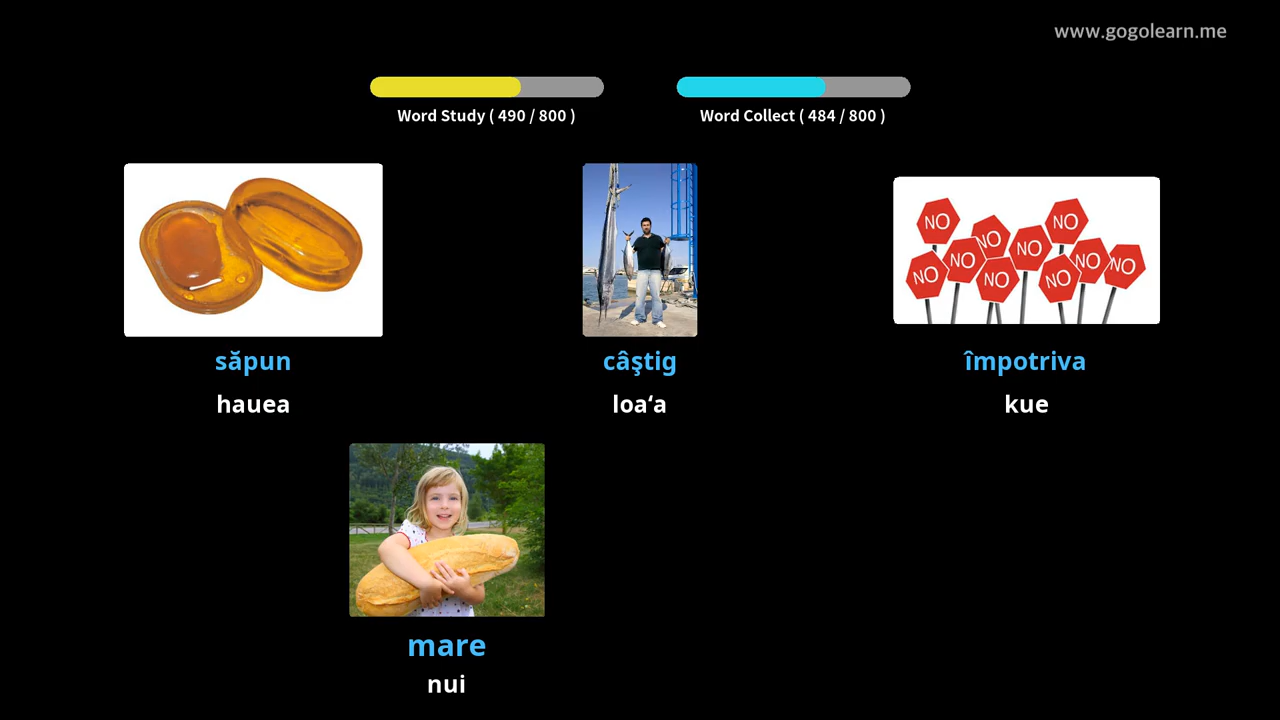 www.gogolearn.me
Word Study ( 490 / 800 )
Word Collect ( 484 / 800 )
NO
NO
NO
NO
NO
NO
NO
NO
NO
NO
săpun
câştig
împotriva
hauea
loaʻa
kue
mare
nui